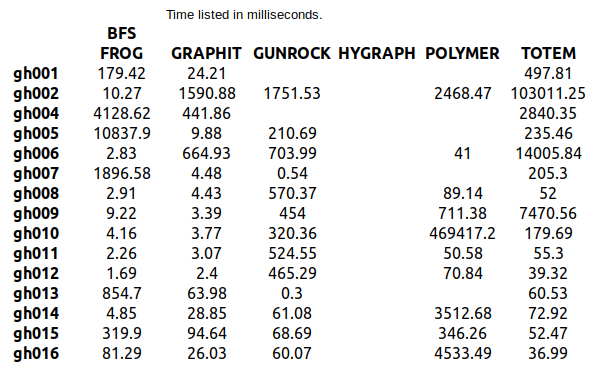 Time listed in milliseconds.
BFS
FROG GRAPHIT GUNROCK HYGRAPH POLYMER TOTEM
gh001 179.42 24.21 497.81
gh002 10.27 1590.88 1751.53 2468.47 103011.25
gh004 4128.62 441.86 2840.35
gh005 10837.9 9.88 210.69 235.46
gh006 2.83 664.93 703.99 41 14005.84
gh007 1896.58 4.48 0.54 205.3
gh008 2.91 4.43 570.37 89.14 52
gh009 9.22 3.39 454 711.38 7470.56
gh010 4.16 3.77 320.36 469417.2 179.69
gh011 2.26 3.07 524.55 50.58 55.3
gh012 1.69 2.4 465.29 70.84 39.32
gh013 854.7 63.98 0.3 60.53
gh014 4.85 28.85 61.08 3512.68 72.92
gh015 319.9 94.64 68.69 346.26 52.47
gh016 81.29 26.03 60.07 4533.49 36.99